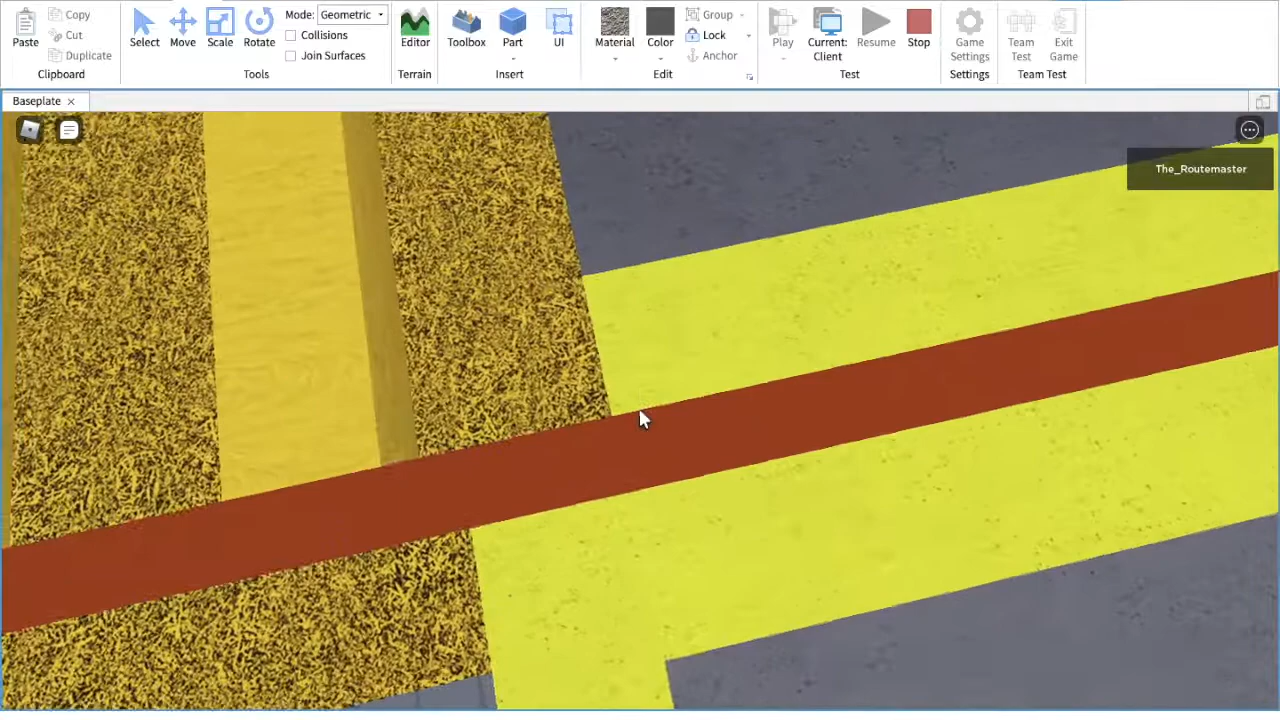 Paste
Copy
Cut
Duplicate
Clipboard
Select
Move
Scale
Rotate
Mode: Geometric
Collisions
Join Surfaces
Tools
Editor
Terrain
Toolbox
Part
UI
Insert
Material
Color
Group
Lock
Anchor
Edit
Play
Current:
Client
Resume
Stop
Test
Game
Settings
Settings
Team
Test
Exit
Game
Team Test
Baseplate
The_Routemaster